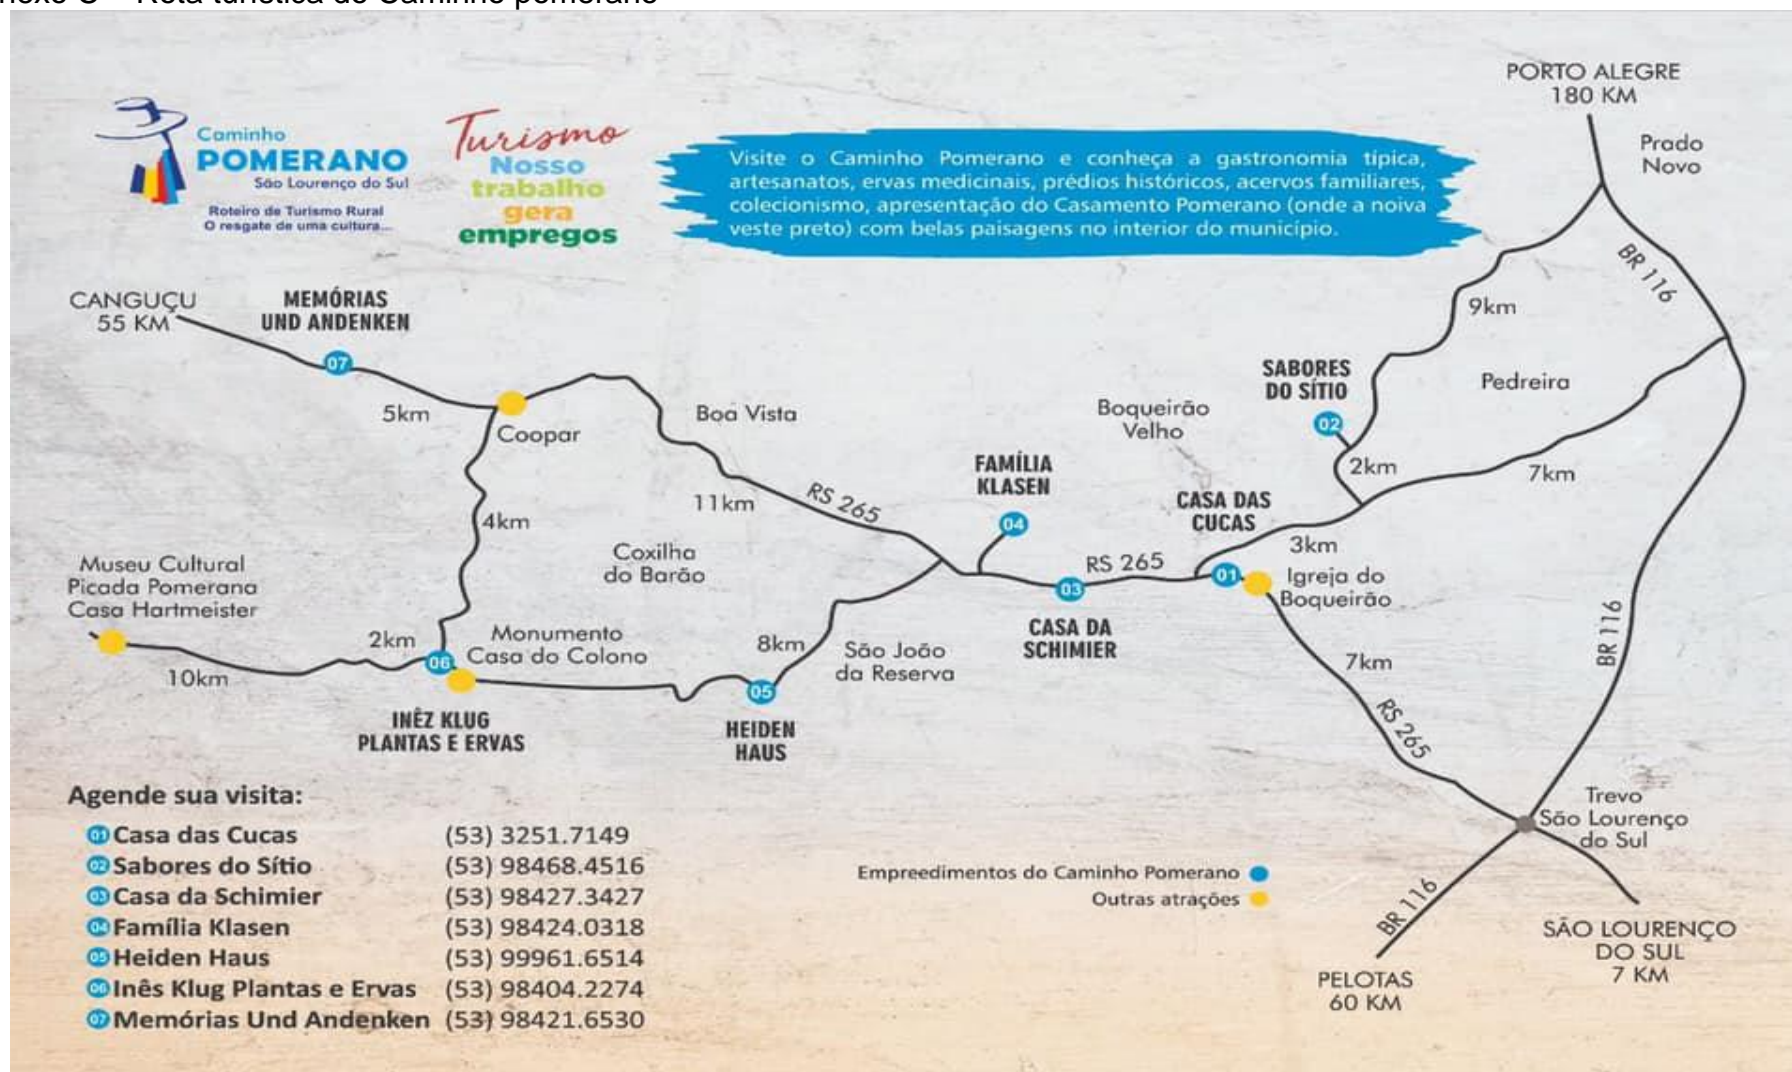 Rota turística do Caminho pomerano
Caminho
POMERANO
São Lourenço do Sul
Roteiro de Turismo Rural
O resgate de uma cultura...
Turismo
Nosso
trabalho
gera
empregos
Visite o Caminho Pomerano e conheça a gastronomia típica,
artesanatos, ervas medicinais, prédios históricos, acervos familiares,
colecionismo, apresentação do Casamento Pomerano (onde a noiva
veste preto) com belas paisagens no interior do município.
PORTO ALEGRE
180 KM
Prado
Novo
BR 116
9km
CANGUÇU
55 KM
MEMÓRIAS
UND ANDENKEN
07
5km
Coopar
Boa Vista
11km
RS 265
4km
Coxilha
do Barão
FAMÍLIA
KLASEN
04
Boqueirão
Velho
SABORES
DO SÍTIO
02
Pedreira
2km
7km
CASA DAS
CUCAS
01
3km
RS 265
03
CASA DA
SCHIMIER
Igreja do
Boqueirão
Museu Cultural
Picada Pomerana
Casa Hartmeister
10km
2km
06
Monumento
Casa do Colono
INÊZ KLUG
PLANTAS E ERVAS
8km
05
HEIDEN
HAUS
São João
da Reserva
7km
RS 265
BR 116
Trevo
São Lourenço
do Sul
BR 116
PELOTAS
60 KM
SÃO LOURENÇO
DO SUL
7 KM
Agende sua visita:
01 Casa das Cucas (53) 3251.7149
02 Sabores do Sítio (53) 98468.4516
03 Casa da Schimier (53) 98427.3427
04 Família Klasen (53) 98424.0318
05 Heiden Haus (53) 99961.6514
06 Inês Klug Plantas e Ervas (53) 98404.2274
07 Memórias Und Andenken (53) 98421.6530
Empreedimentos do Caminho Pomerano
Outras atrações